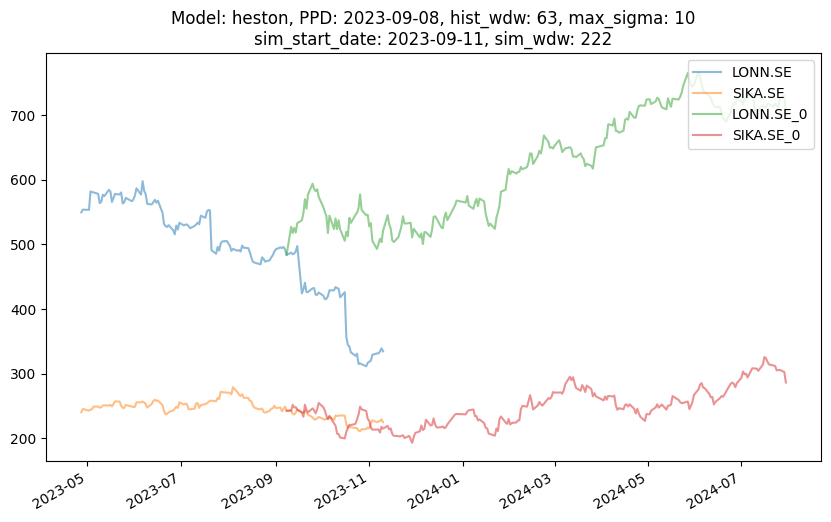 Model: heston, PPD: 2023-09-08, hist_wdw: 63, max_sigma: 10
sim_start_date: 2023-09-11, sim_wdw: 222
LONN.SE
SIKA.SE
LONN.SE_0
SIKA.SE_0
700
600
500
400
300
200
2023-05
2023-07
2023-09
2023-11
2024-01
2024-03
2024-05
2024-07